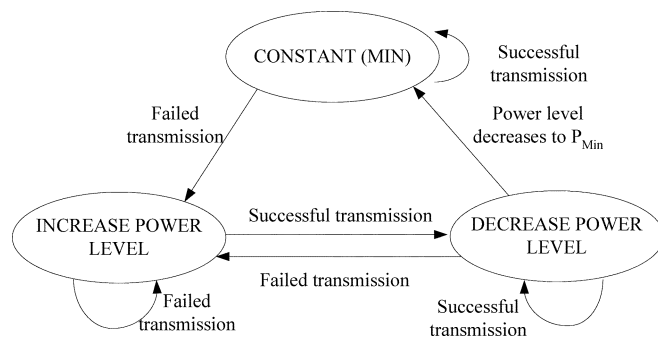 CONSTANT (MIN)
Successful
transmission
Failed
transmission
Power level
decreases to PMin
INCREASE POWER
LEVEL
Successful transmission
DECREASE POWER
LEVEL
Failed transmission
Failed
transmission
Successful
transmission